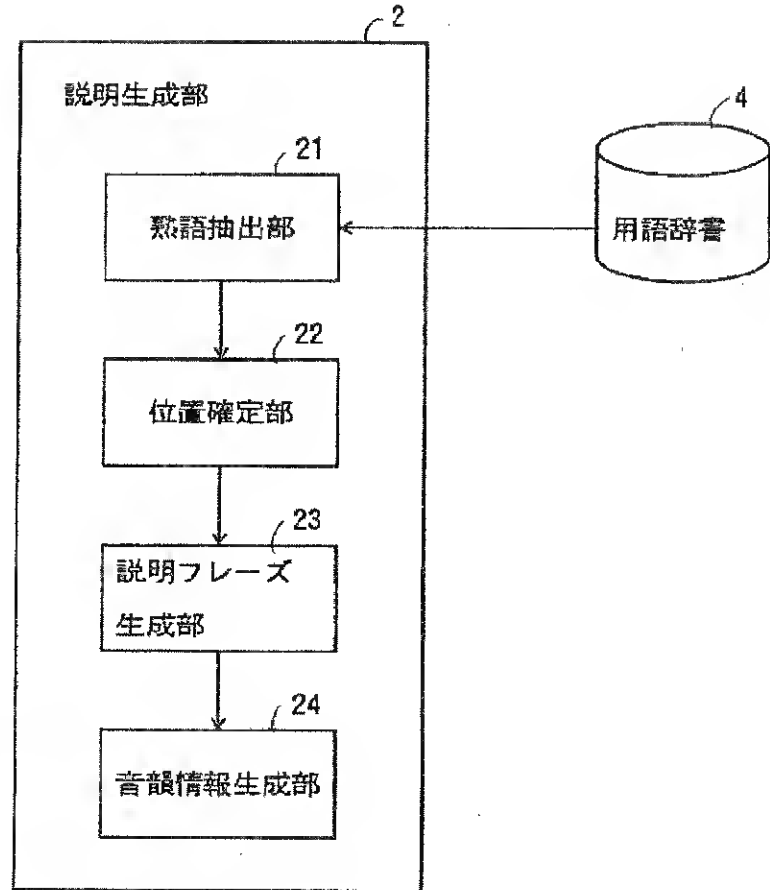 2
説明生成部
4
21
熟語抽出部
用語辞書
22
位置確定部
23
説明フレーズ
生成部
24
音韻情報生成部